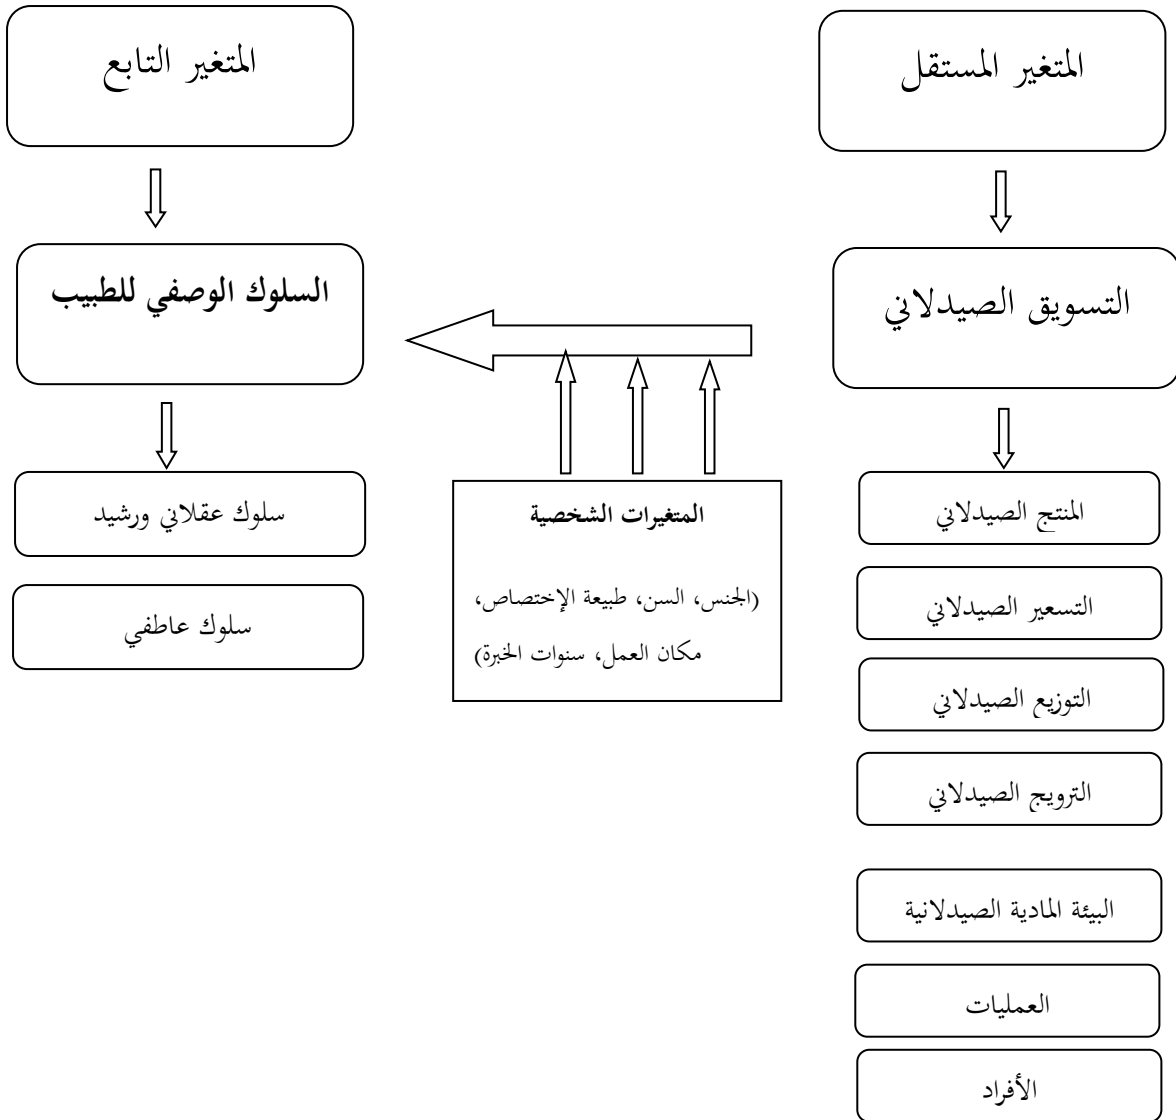 المتغير المستقل
المتغير التابع
التسويق الصيدلاني
السلوك الوصفي للطبيب
المنتج الصيدلاني
التسعير الصيدلاني
التوزيع الصيدلاني
الترويج الصيدلاني
البيئة المادية الصيدلانية
العمليات
الأفراد
المتغيرات الشخصية
(الجنس، السن، طبيعة الإختصاص،
مكان العمل، سنوات الخبرة)
سلوك عقلاني ورشيد
سلوك عاطفي